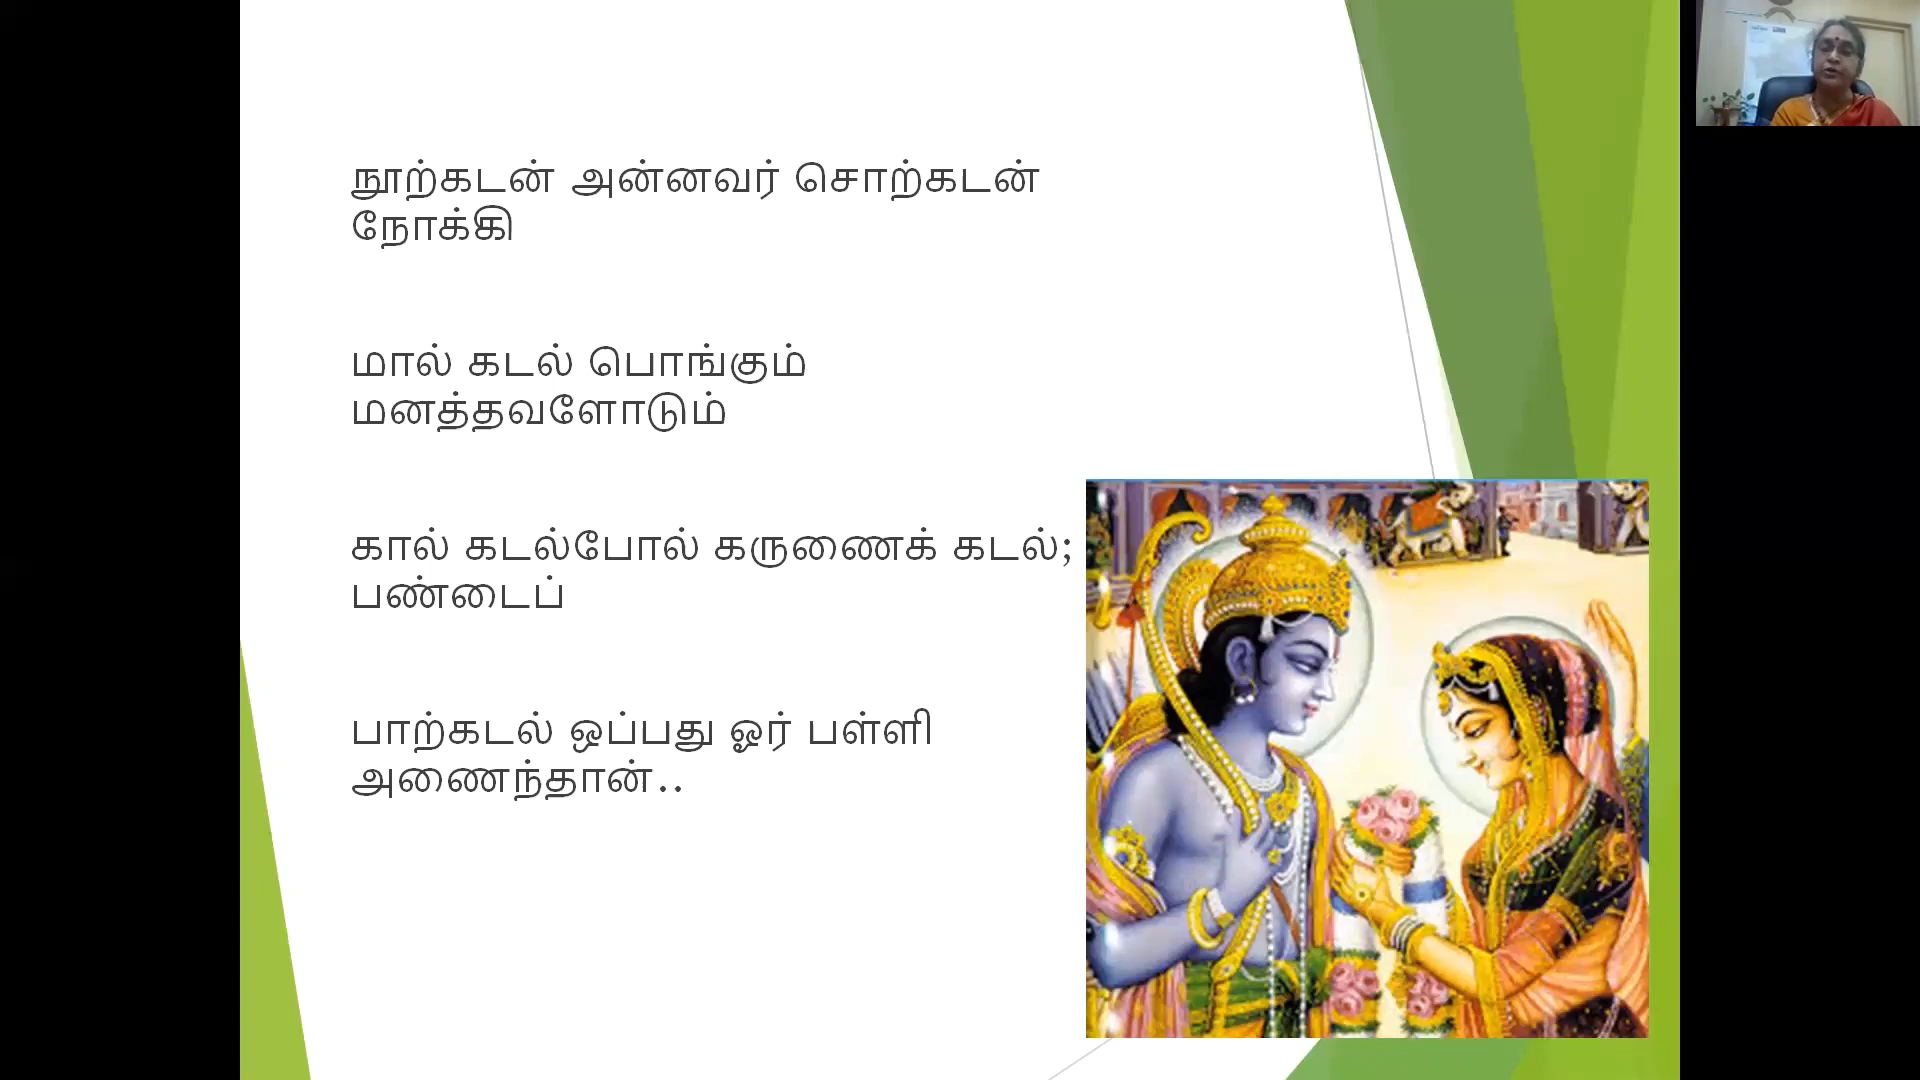 நூற்கடன் அன்னவர் சொற்கடன்
நோக்கி
மால் கடல் பொங்கும்
மனத்தவளோடும்
கால் கடல்போல் கருணைக் கடல்;
பண்டைப்
பாற்கடல் ஒப்பது ஓர் பள்ளி
அணைந்தான்..